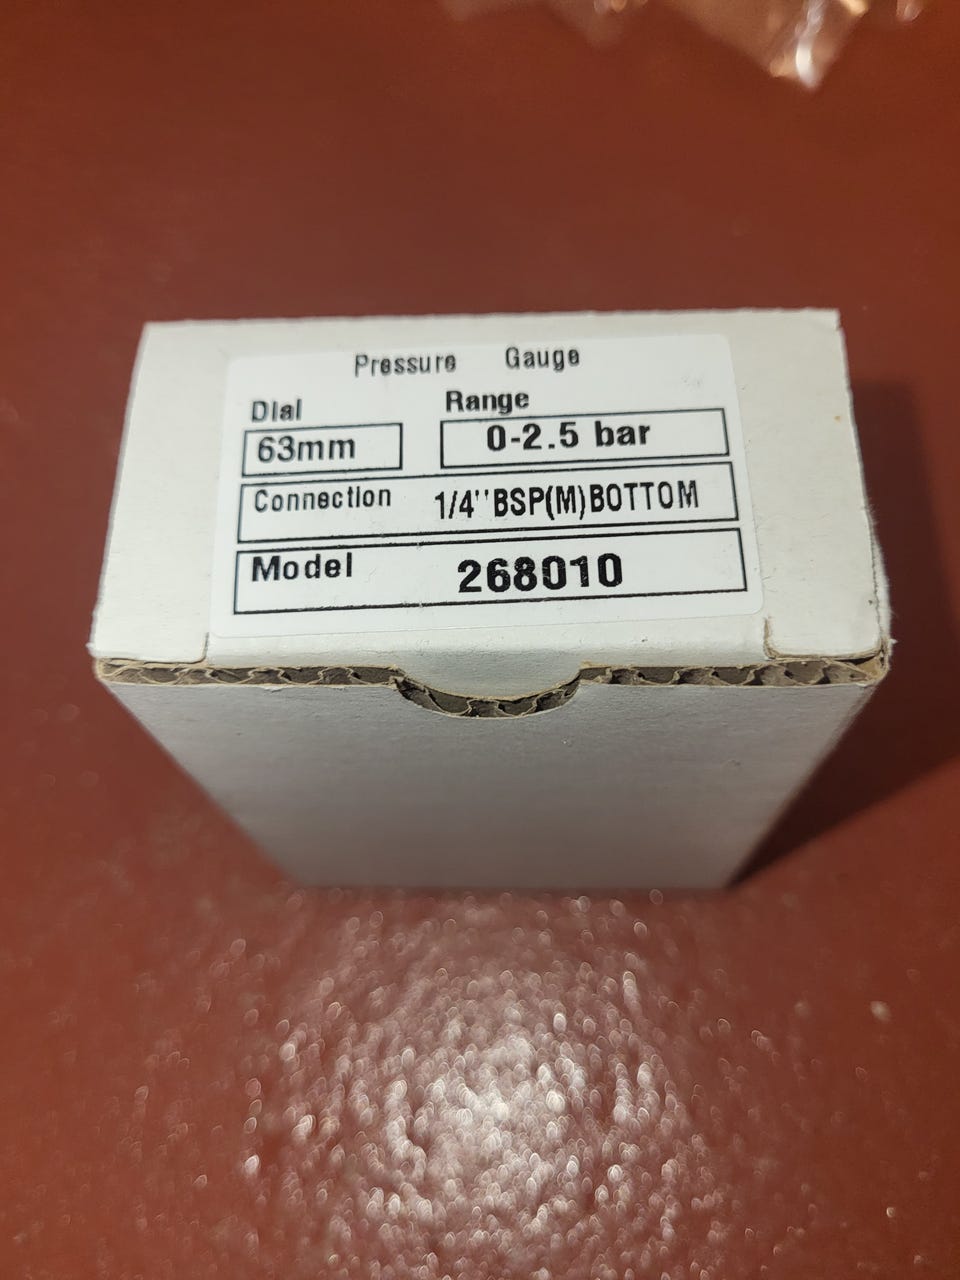 Pressure Gauge
Dial Range
63mm 0-2.5 bar
Connection 1/4''BSP(M)BOTTOM
Model 268010